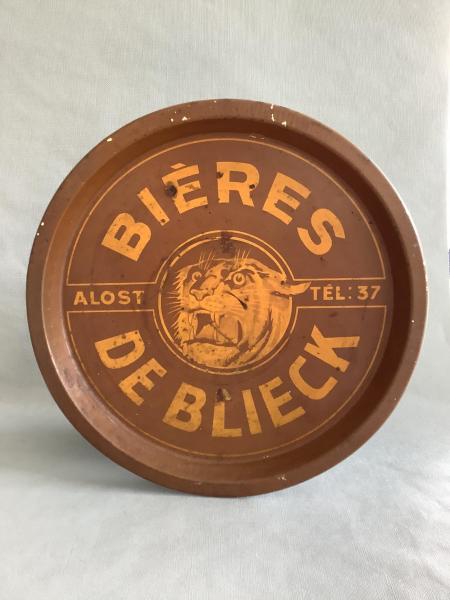 BIÈRES
ALOST TÉL: 37
DE BLIECK